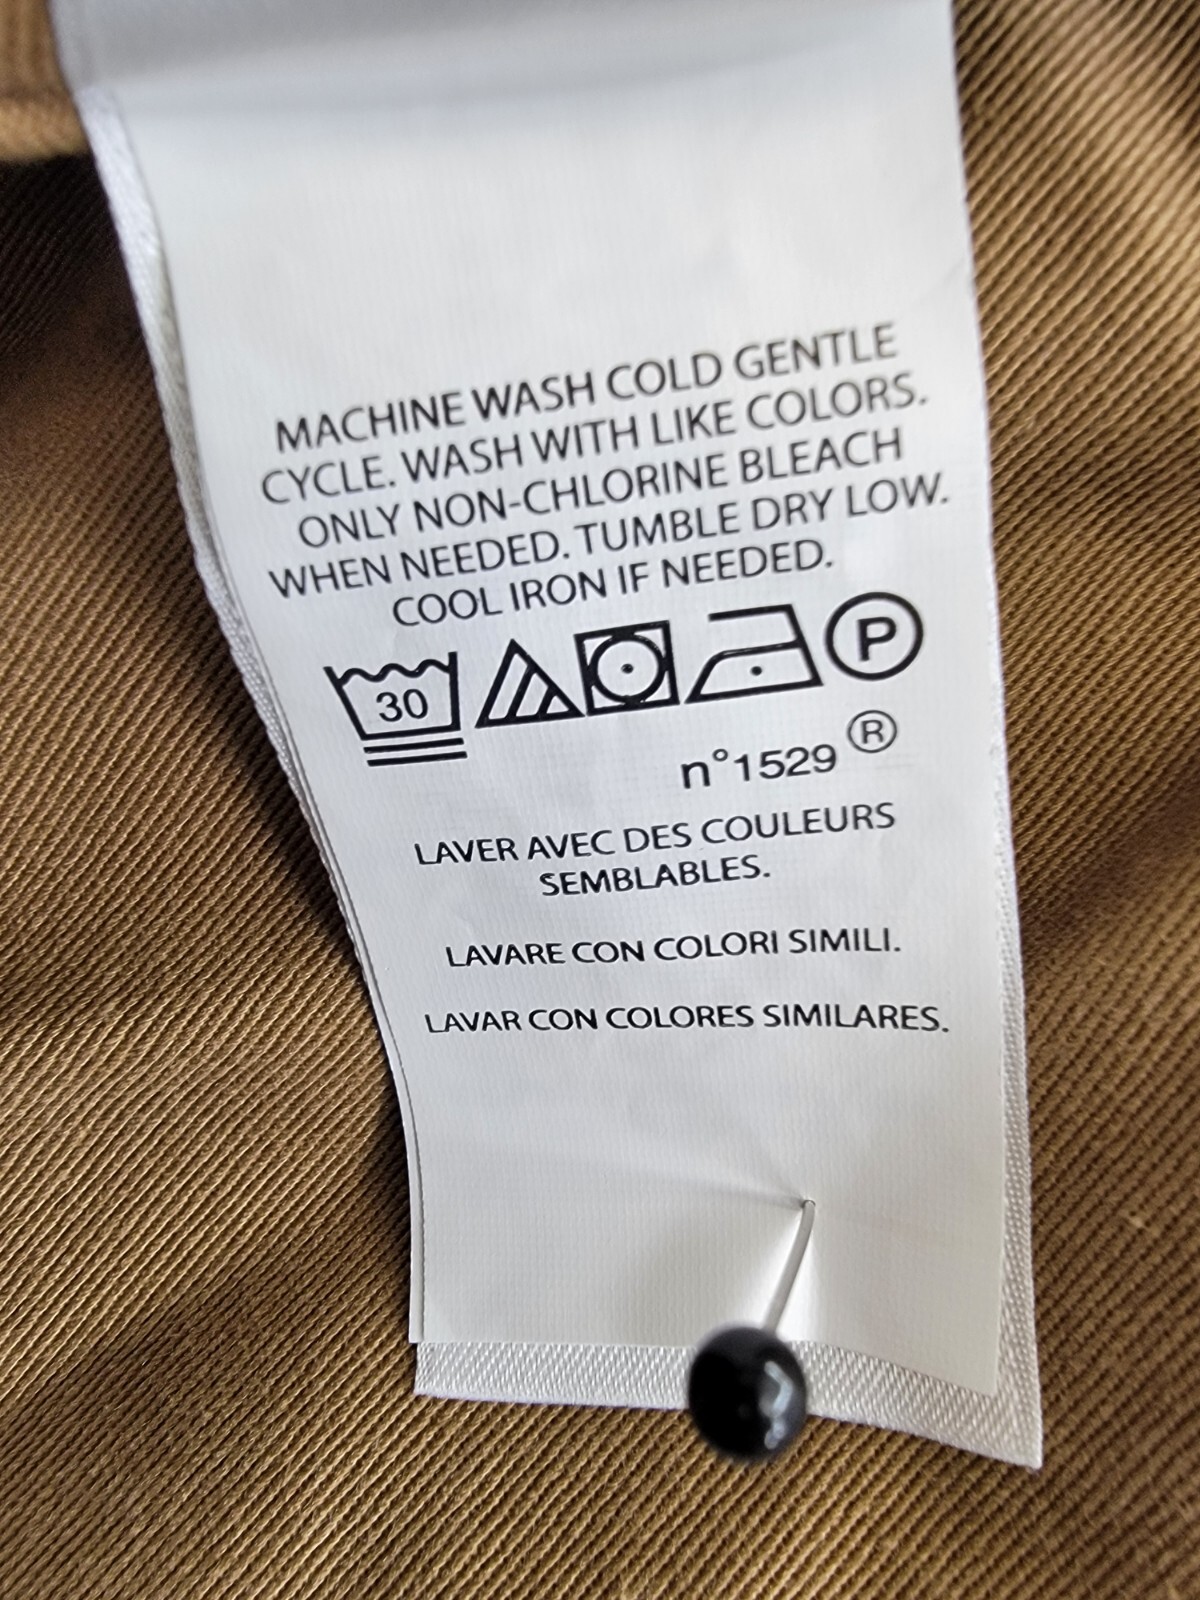 MACHINE WASH COLD GENTLE
CYCLE. WASH WITH LIKE COLORS.
ONLY NON-CHLORINE BLEACH
WHEN NEEDED. TUMBLE DRY LOW.
COOL IRON IF NEEDED.
30 P
n°1529 ®
LAVER AVEC DES COULEURS
SEMBLABLES.
LAVARE CON COLORI SIMILI.
LAVAR CON COLORES SIMILARES.